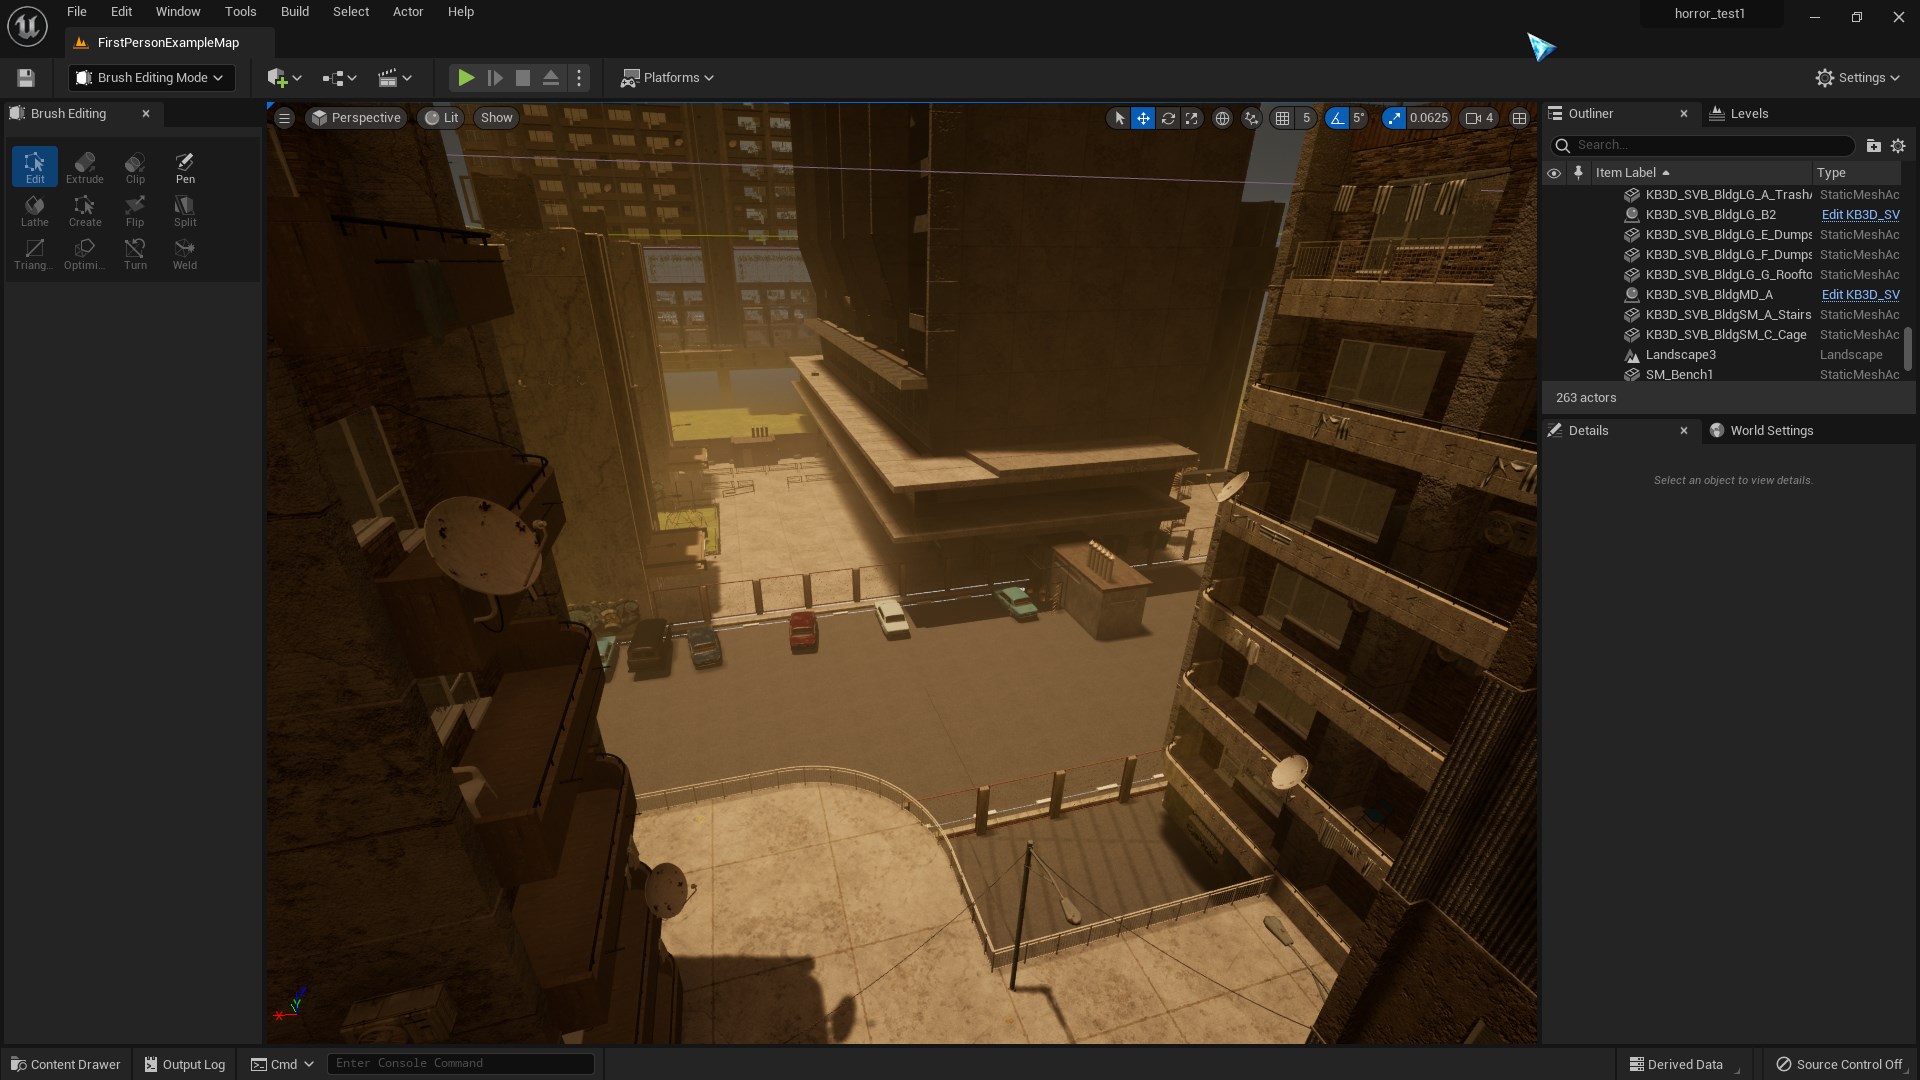 File Edit Window Tools Build Select Actor Help
horror_test1
FirstPersonExampleMap
Brush Editing Mode
Platforms
Settings
Brush Editing
Perspective Lit Show
5 5° 0.0625 4
Outliner Levels
Search...
Item Label Type
Edit Extrude Clip Pen
Lathe Create Flip Split
Triang... Optimi... Turn Weld
KB3D_SVB_BldgLG_A_Trash StaticMeshAc
KB3D_SVB_BldgLG_B2 Edit KB3D_SV
KB3D_SVB_BldgLG_E_Dumps StaticMeshAc
KB3D_SVB_BldgLG_F_Dumps StaticMeshAc
KB3D_SVB_BldgLG_G_Roofto StaticMeshAc
KB3D_SVB_BldgMD_A Edit KB3D_SV
KB3D_SVB_BldgSM_A_Stairs StaticMeshAc
KB3D_SVB_BldgSM_C_Cage StaticMeshAc
Landscape3 Landscape
SM_Bench1 StaticMeshAc
263 actors
Details World Settings
Select an object to view details.
Content Drawer Output Log Cmd Enter Console Command
Derived Data Source Control Off